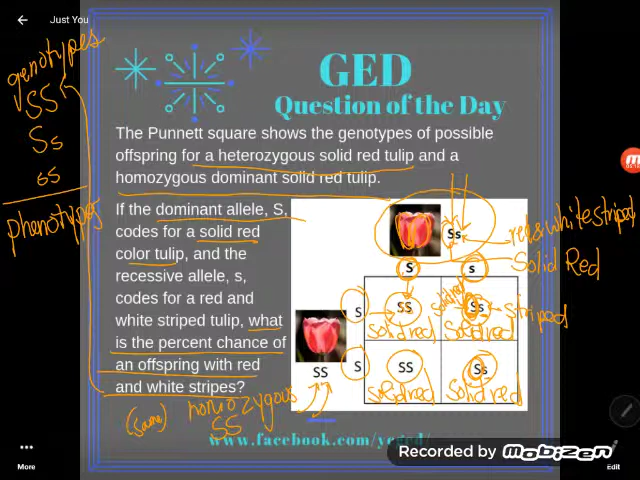 Just You
GED
Question of the Day
The Punnett square shows the genotypes of possible
offspring for a heterozygous solid red tulip and a
homozygous dominant solid red tulip.
If the dominant allele, S,
codes for a solid red
color tulip, and the
recessive allele, s,
codes for a red and
white striped tulip, what
is the percent chance of
an offspring with red
and white stripes?
genotypes
SS
Ss
ss
phenotypes
(same)
homozygous
SS
Ss
red & white striped
Solid Red
S
s
S
SS
solid red
solid red
Ss
striped
solid red
SS
S
SS
solid red
Ss
solid red
www.facebook.com/ycged/
Recorded by
MOBIZEN
More
Edit